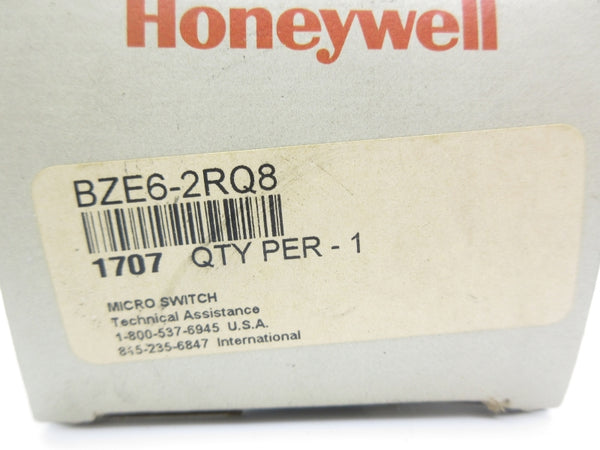 Honeywell
BZE6-2RQ8
1707 QTY PER - 1
MICRO SWITCH
Technical Assistance
1-800-537-6945 U.S.A.
815-235-6847 International